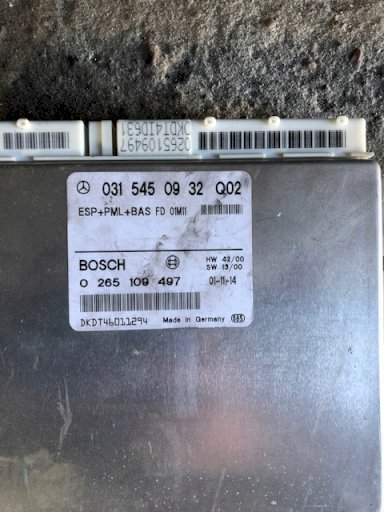 0265109497
DKDT41D631
031 545 09 32 Q02
ESP+PML+BAS FD 01M11
BOSCH
HW 42/00
SW 13/00
0 265 109 497
01-11-14
DKDT46011294
Made in Germany